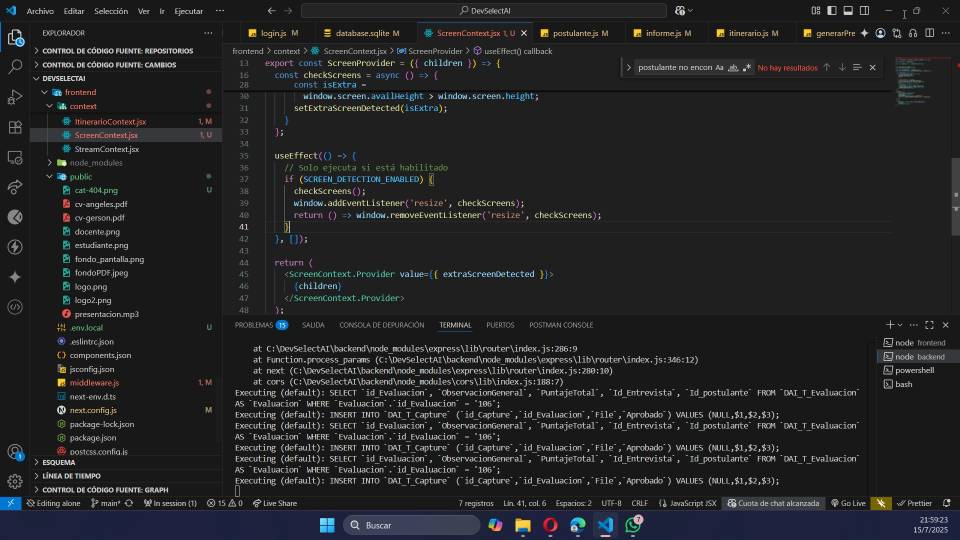 Archivo Editar Selección Ver Ir Ejecutar ···
DevSelectAI
EXPLORADOR ···
CONTROL DE CÓDIGO FUENTE: REPOSITORIOS
CONTROL DE CÓDIGO FUENTE: CAMBIOS
DEVSELECTAI
frontend
context
ItinerarioContext.jsx 1, M
ScreenContext.jsx 1, U
StreamContext.jsx
node_modules
public
cat-404.png U
cv-angeles.pdf
cv-gerson.pdf
docente.png
estudiante.png
fondo_pantalla.png
fondoPDF.jpeg
logo.png
logo2.png
presentacion.mp3
.env.local U
.eslintrc.json
components.json
jsconfig.json
middleware.js 1, M
next-env.d.ts
next.config.js M
package-lock.json
package.json
postcss.config.js
ESQUEMA
LÍNEA DE TIEMPO
CONTROL DE CÓDIGO FUENTE: GRAPH
login.js M database.sqlite M ScreenContext.jsx 1, U postulante.js M informe.js M itinerario.js M generarPre
frontend > context > ScreenContext.jsx > ScreenProvider > useEffect() callback
postulante no encon Aa ab .* No hay resultados
13 export const ScreenProvider = ({ children }) => {
16 const checkScreens = async () => {
28 const isExtra =
30 window.screen.availHeight > window.screen.height;
31 setExtraScreenDetected(isExtra);
32 }
33 };
34
35 useEffect(() => {
36 // Solo ejecuta si está habilitado
37 if (SCREEN_DETECTION_ENABLED) {
38 checkScreens();
39 window.addEventListener('resize', checkScreens);
40 return () => window.removeEventListener('resize', checkScreens);
41 }
42 }, []);
43
44 return (
45 <ScreenContext.Provider value={{ extraScreenDetected }}>
46 {children}
47 </ScreenContext.Provider>
48 );
PROBLEMAS 15 SALIDA CONSOLA DE DEPURACIÓN TERMINAL PUERTOS POSTMAN CONSOLE
at C:\DevSelectAI\backend\node_modules\express\lib\router\index.js:286:9
at Function.process_params (C:\DevSelectAI\backend\node_modules\express\lib\router\index.js:346:12)
at next (C:\DevSelectAI\backend\node_modules\express\lib\router\index.js:280:10)
at cors (C:\DevSelectAI\backend\node_modules\cors\lib\index.js:188:7)
Executing (default): SELECT `id_Evaluacion`, `ObservacionGeneral`, `PuntajeTotal`, `Id_Entrevista`, `Id_postulante` FROM `DAI_T_Evaluacion`
AS `Evaluacion` WHERE `Evaluacion`.`id_Evaluacion` = '106';
Executing (default): INSERT INTO `DAI_T_Capture` (`id_Capture`,`id_Evaluacion`,`File`,`Aprobado`) VALUES (NULL,$1,$2,$3);
Executing (default): SELECT `id_Evaluacion`, `ObservacionGeneral`, `PuntajeTotal`, `Id_Entrevista`, `Id_postulante` FROM `DAI_T_Evaluacion`
AS `Evaluacion` WHERE `Evaluacion`.`id_Evaluacion` = '106';
Executing (default): INSERT INTO `DAI_T_Capture` (`id_Capture`,`id_Evaluacion`,`File`,`Aprobado`) VALUES (NULL,$1,$2,$3);
Executing (default): SELECT `id_Evaluacion`, `ObservacionGeneral`, `PuntajeTotal`, `Id_Entrevista`, `Id_postulante` FROM `DAI_T_Evaluacion`
AS `Evaluacion` WHERE `Evaluacion`.`id_Evaluacion` = '106';
Executing (default): INSERT INTO `DAI_T_Capture` (`id_Capture`,`id_Evaluacion`,`File`,`Aprobado`) VALUES (NULL,$1,$2,$3);
node frontend
node backend
powershell
bash
Editing alone main* In session (1) 15 0 Live Share 7 registros Lín. 41, col. 6 Espacios: 2 UTF-8 CRLF JavaScript JSX Cuota de chat alcanzada Go Live Prettier
Buscar
7
21:59:23
15/7/2025